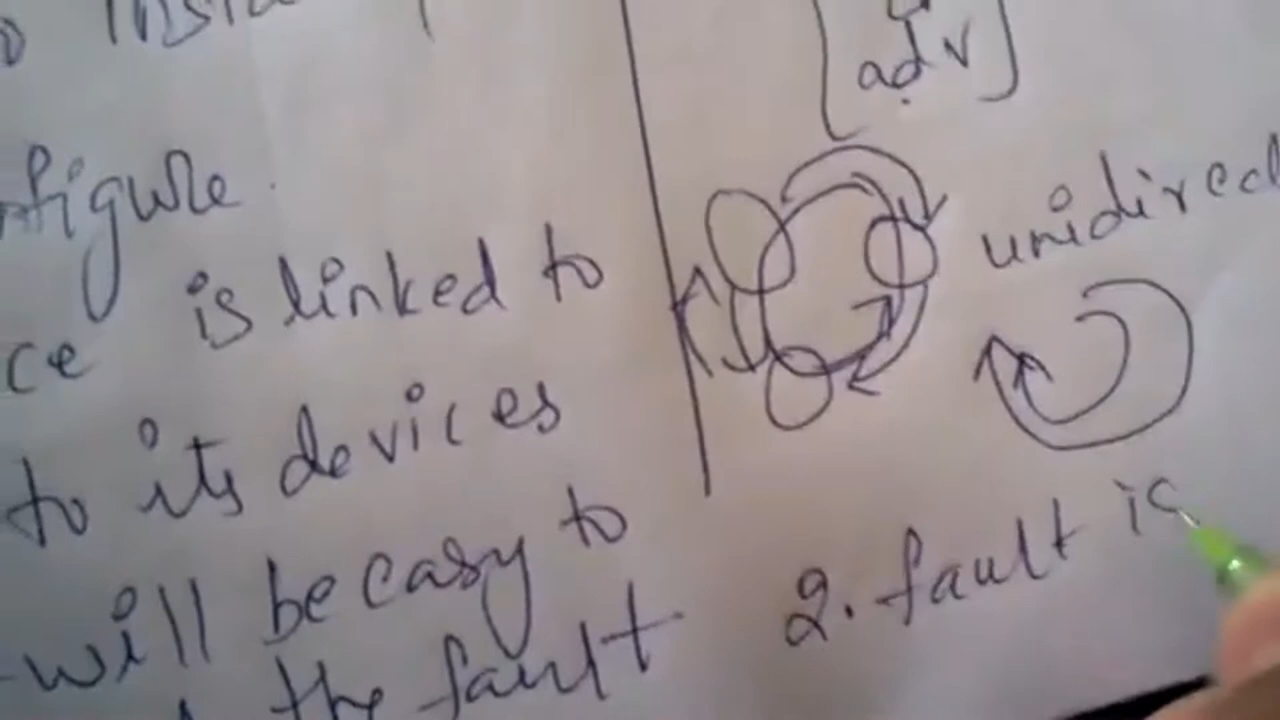 figure
is linked to
ce
to its devices
will be easy to
the fault
adv
unidirec
2. fault is